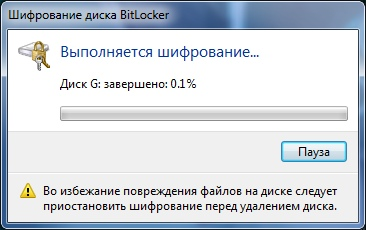 Шифрование диска BitLocker
Выполняется шифрование...
Диск G: завершено: 0.1%
Пауза
Во избежание повреждения файлов на диске следует
приостановить шифрование перед удалением диска.